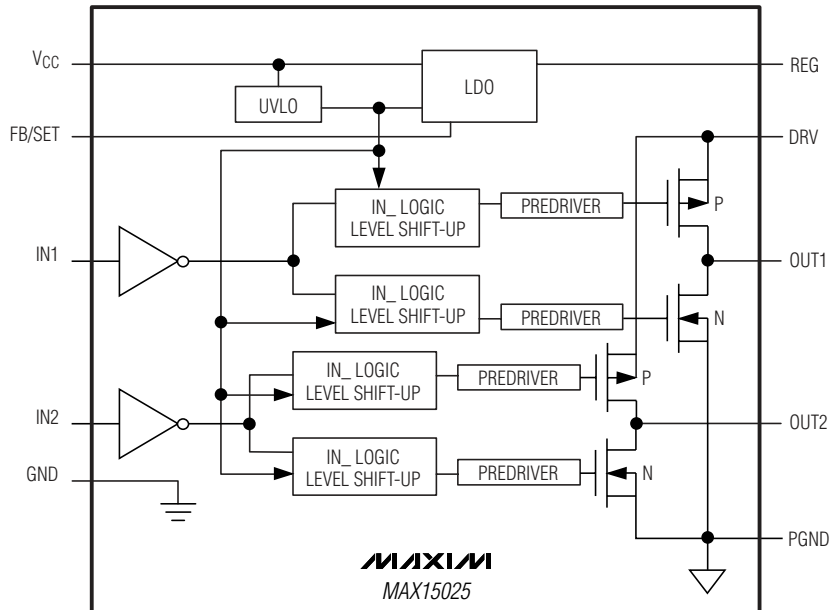 VCC
REG
LDO
UVLO
FB/SET
DRV
IN_ LOGIC
LEVEL SHIFT-UP
PREDRIVER
P
IN1
OUT1
IN_ LOGIC
LEVEL SHIFT-UP
PREDRIVER
N
IN_ LOGIC
LEVEL SHIFT-UP
PREDRIVER
P
IN2
OUT2
IN_ LOGIC
LEVEL SHIFT-UP
PREDRIVER
N
GND
PGND
MAXIM
MAX15025